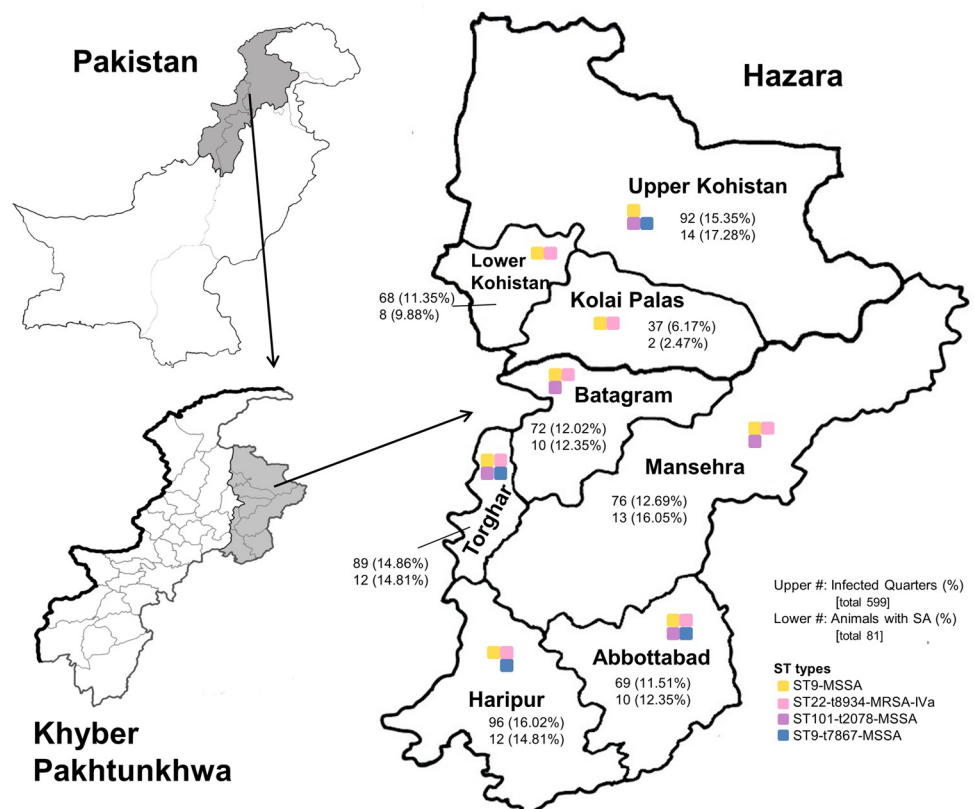 Pakistan
Hazara
Upper Kohistan
92 (15.35%)
14 (17.28%)
Lower
Kohistan
68 (11.35%)
8 (9.88%)
Kolai Palas
37 (6.17%)
2 (2.47%)
Batagram
72 (12.02%)
10 (12.35%)
Mansehra
76 (12.69%)
13 (16.05%)
Torghar
89 (14.86%)
12 (14.81%)
Abbottabad
69 (11.51%)
10 (12.35%)
Haripur
96 (16.02%)
12 (14.81%)
Khyber
Pakhtunkhwa
Upper #: Infected Quarters (%)
[total 599]
Lower #: Animals with SA (%)
[total 81]
ST types
ST9-MSSA
ST22-t8934-MRSA-IVa
ST101-t2078-MSSA
ST9-t7867-MSSA